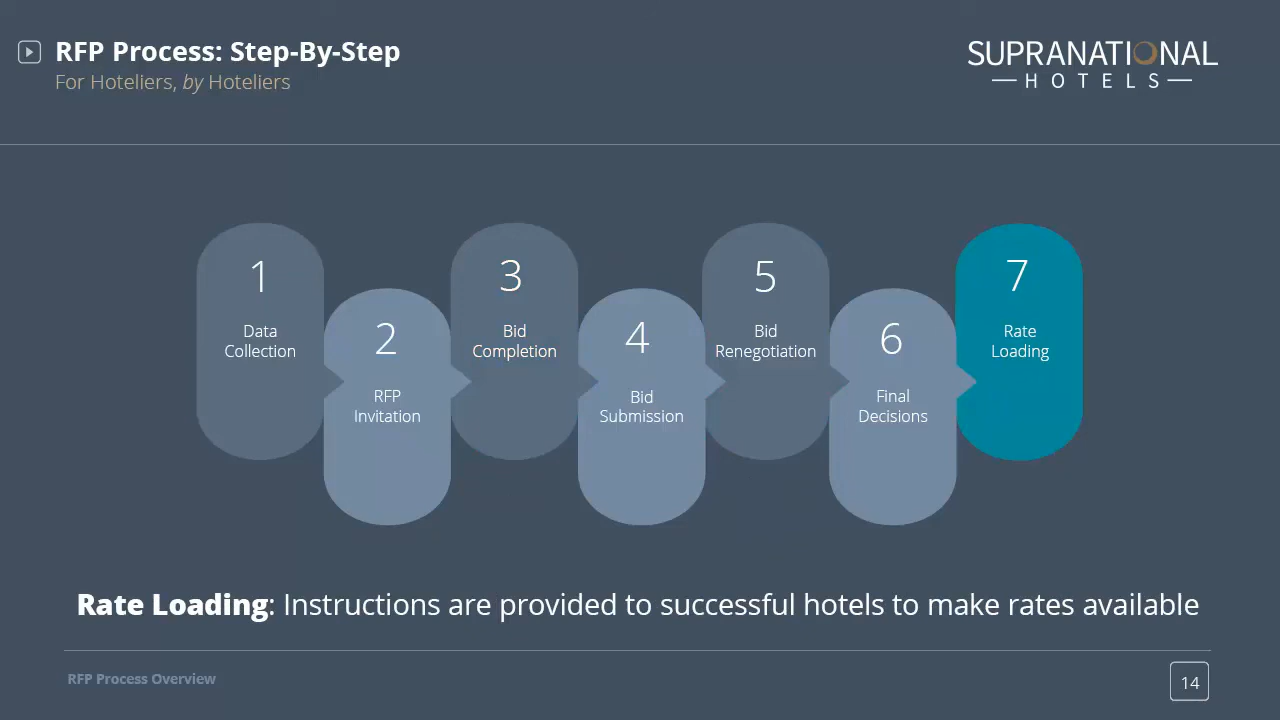 RFP Process: Step-By-Step
For Hoteliers, by Hoteliers
SUPRANATIONAL
HOTELS
1
Data
Collection
2
RFP
Invitation
3
Bid
Completion
4
Bid
Submission
5
Bid
Renegotiation
6
Final
Decisions
7
Rate
Loading
Rate Loading: Instructions are provided to successful hotels to make rates available
RFP Process Overview
14